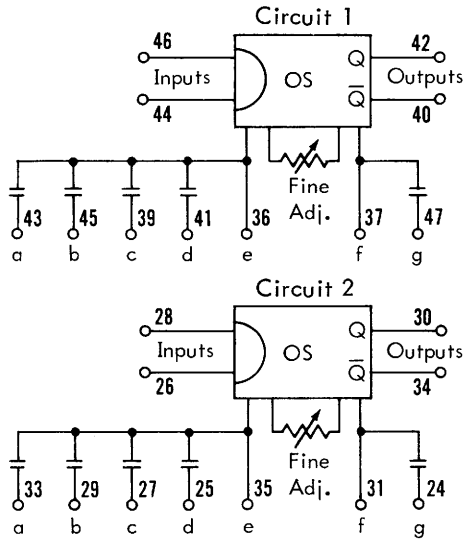 Circuit 1
46 42
Inputs OS Q Outputs
44 Q̅ 40
Fine
Adj.
43 45 39 41 36 37 47
a b c d e f g
Circuit 2
28 30
Inputs OS Q Outputs
26 Q̅ 34
Fine
Adj.
33 29 27 25 35 31 24
a b c d e f g